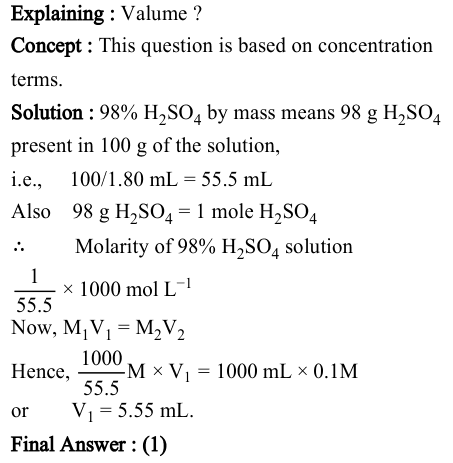 Explaining : Valume ?
Concept : This question is based on concentration
terms.
Solution : 98% H₂SO₄ by mass means 98 g H₂SO₄
present in 100 g of the solution,
i.e., 100/1.80 mL = 55.5 mL
Also 98 g H₂SO₄ = 1 mole H₂SO₄
∴ Molarity of 98% H₂SO₄ solution
1/55.5 × 1000 mol L⁻¹
Now, M₁V₁ = M₂V₂
Hence, 1000/55.5 M × V₁ = 1000 mL × 0.1M
or V₁ = 5.55 mL.
Final Answer : (1)